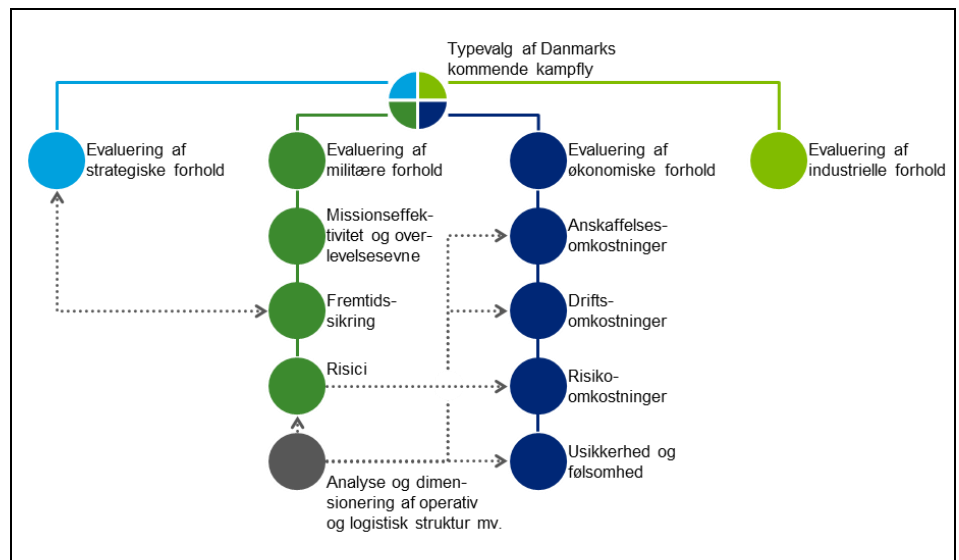 Typevalg af Danmarks
kommende kampfly
Evaluering af
strategiske forhold
Evaluering af
militære forhold
Evaluering af
økonomiske forhold
Evaluering af
industrielle forhold
Missionseffek-
tivitet og over-
levelsesevne
Anskaffelses-
omkostninger
Fremtids-
sikring
Drifts-
omkostninger
Risici
Risiko-
omkostninger
Analyse og dimen-
sionering af operativ
og logistisk struktur mv.
Usikkerhed og
følsomhed